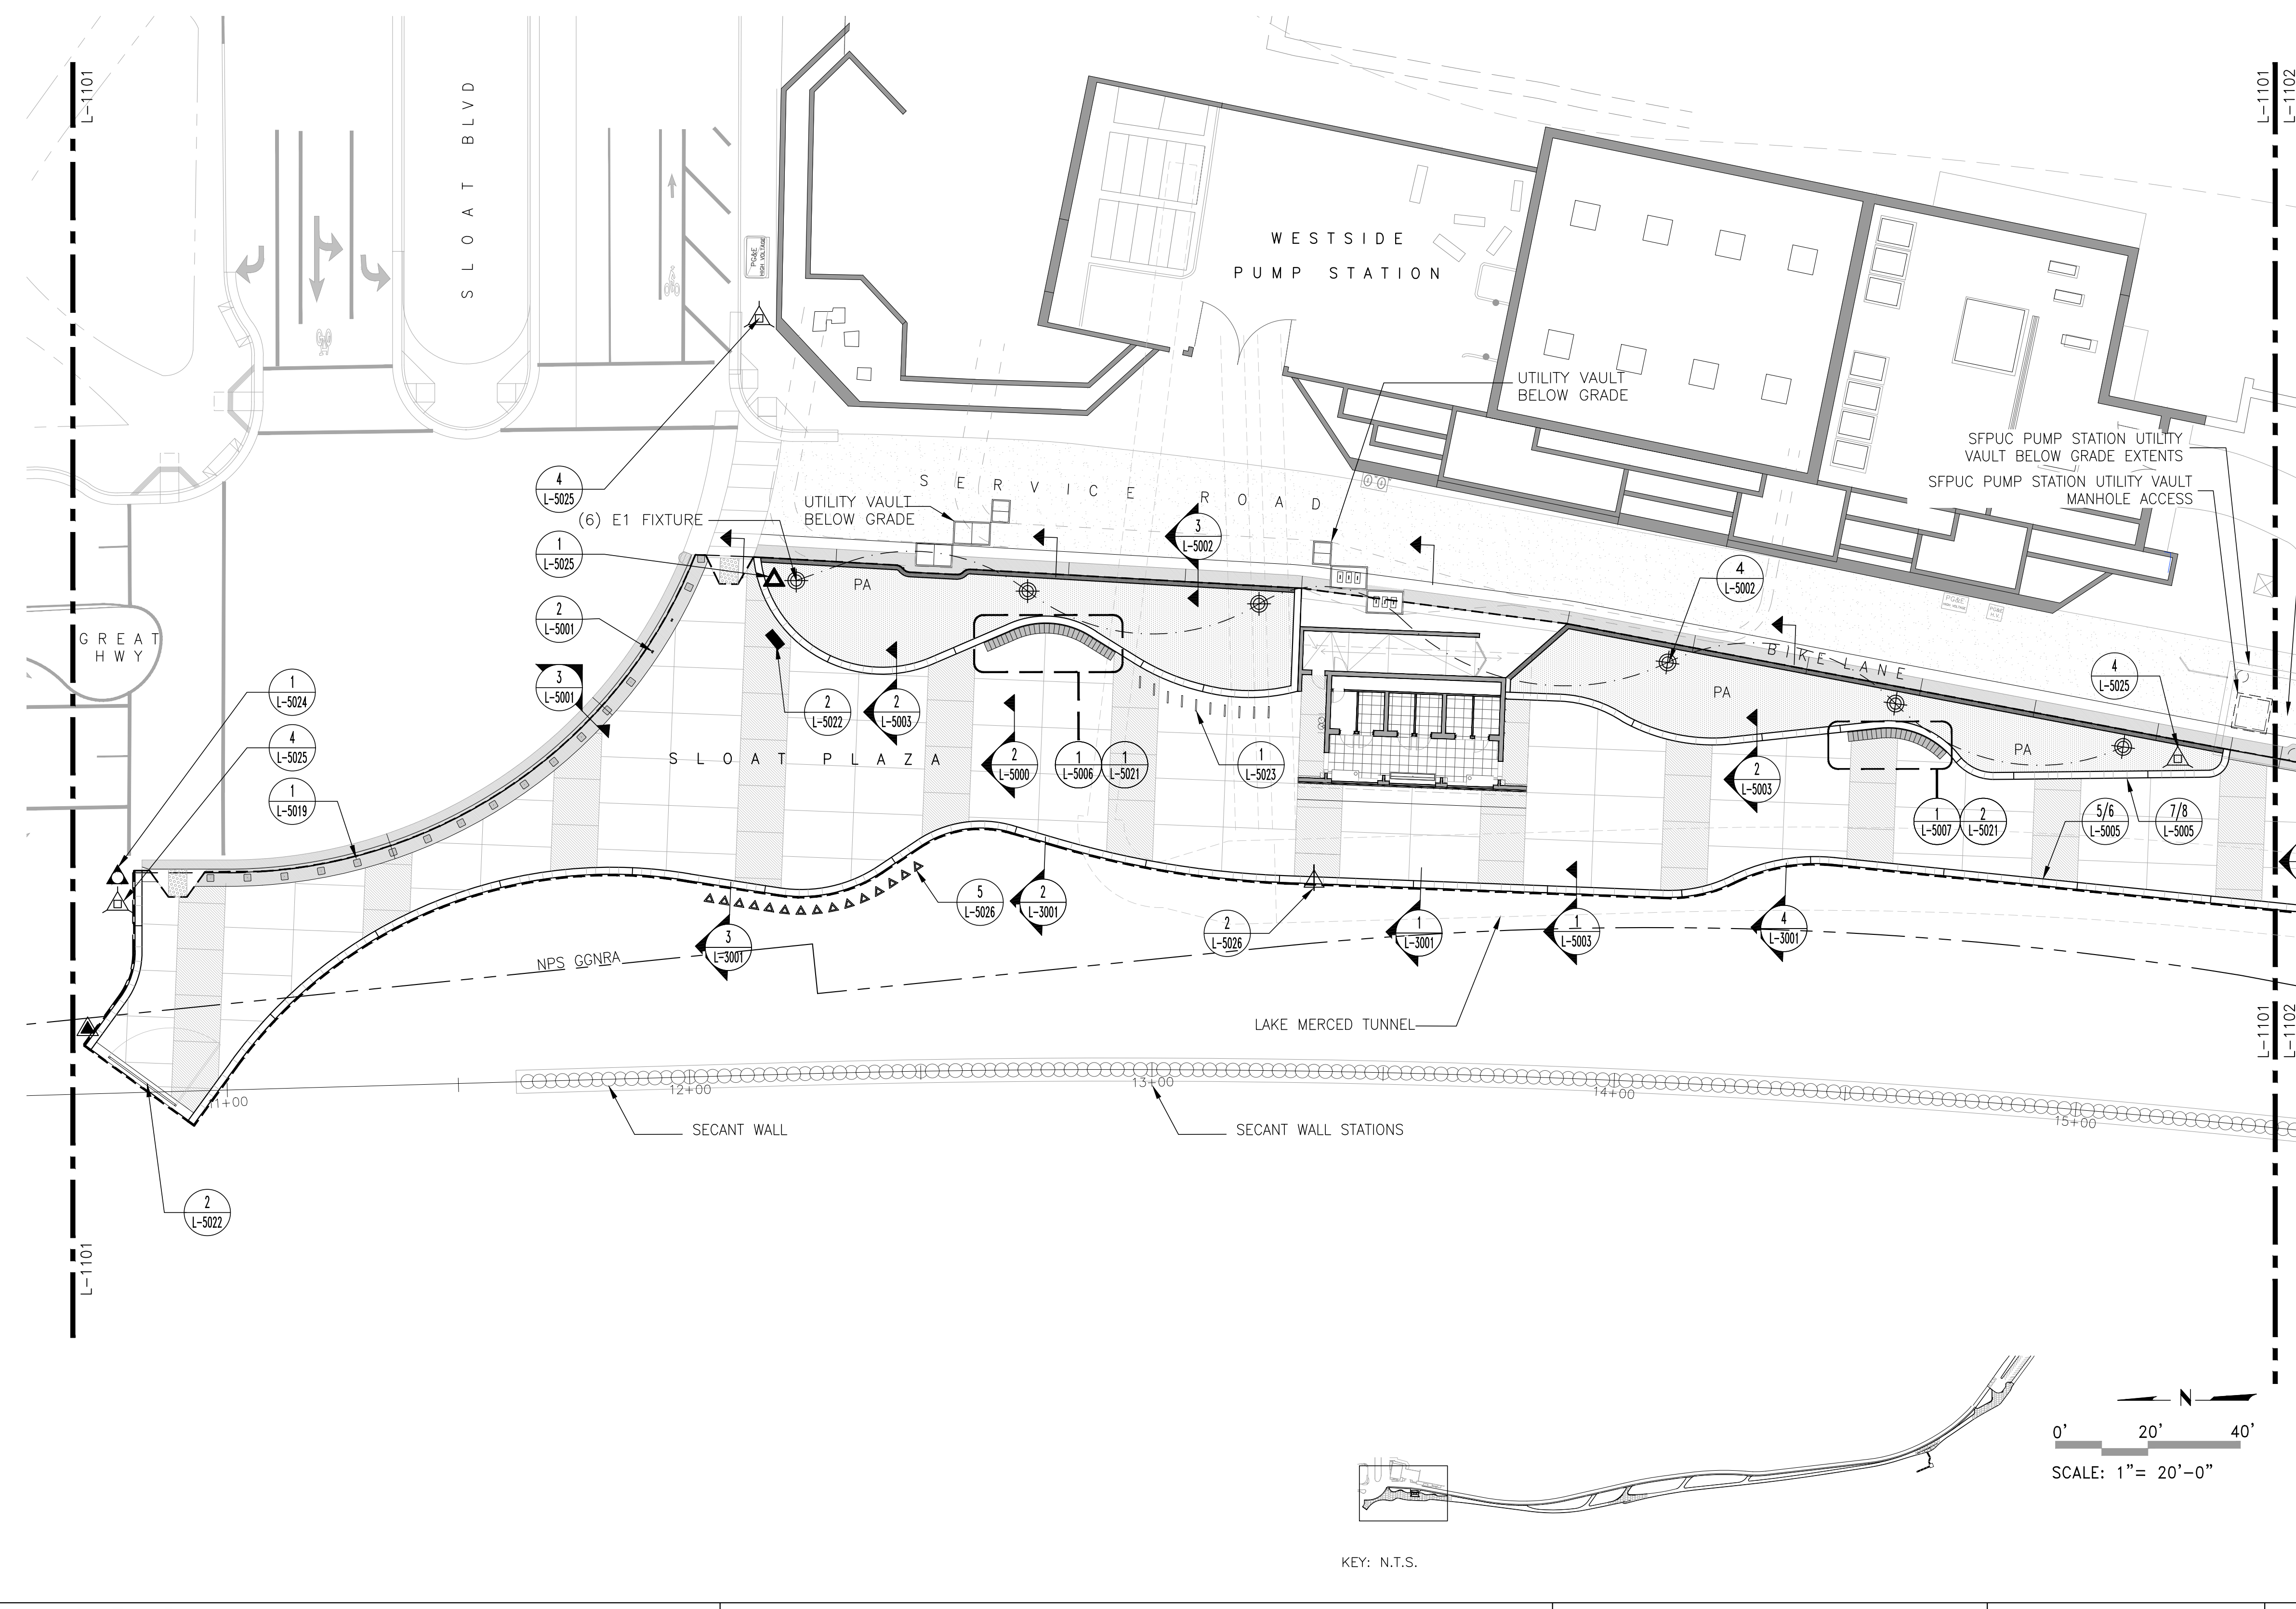 L-1101
SLOAT BLVD
L-1101
L-1102
PG&E
HIGH VOLTAGE
WESTSIDE
PUMP STATION
UTILITY VAULT
BELOW GRADE
SFPUC PUMP STATION UTILITY
VAULT BELOW GRADE EXTENTS
SFPUC PUMP STATION UTILITY VAULT
MANHOLE ACCESS
4
L-5025
SERVICE ROAD
UTILITY VAULT
BELOW GRADE
(6) E1 FIXTURE
3
L-5002
1
L-5025
4
L-5002
PA
PG&E
PG&E
H.V.
2
L-5001
GREAT
HWY
BIKE LANE
3
L-5001
1
L-5024
PA
4
L-5025
2
L-5022
2
L-5003
4
L-5025
SLOAT PLAZA
2
L-5000
1
L-5006
1
L-5021
1
L-5023
2
L-5003
PA
1
L-5019
1
L-5007
2
L-5021
5/6
L-5005
7/8
L-5005
5
L-5026
2
L-3001
3
L-3001
2
L-5026
1
L-3001
1
L-5003
4
L-3001
NPS GGNRA
LAKE MERCED TUNNEL
L-1101
L-1102
11+00
12+00
13+00
14+00
15+00
SECANT WALL
SECANT WALL STATIONS
2
L-5022
L-1101
N
0' 20' 40'
SCALE: 1"= 20'-0"
KEY: N.T.S.